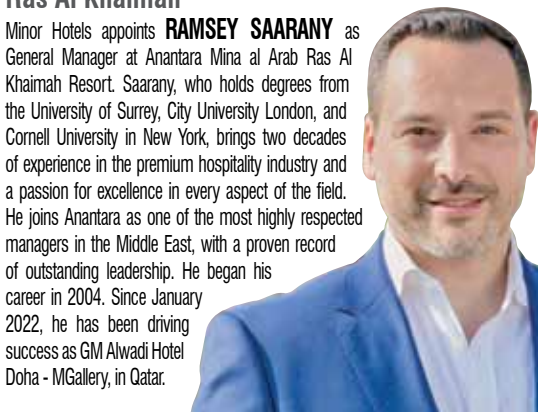 Ras Al Khaimah
Minor Hotels appoints RAMSEY SAARANY as
General Manager at Anantara Mina al Arab Ras Al
Khaimah Resort. Saarany, who holds degrees from
the University of Surrey, City University London, and
Cornell University in New York, brings two decades
of experience in the premium hospitality industry and
a passion for excellence in every aspect of the field.
He joins Anantara as one of the most highly respected
managers in the Middle East, with a proven record
of outstanding leadership. He began his
career in 2004. Since January
2022, he has been driving
success as GM Alwadi Hotel
Doha - MGallery, in Qatar.